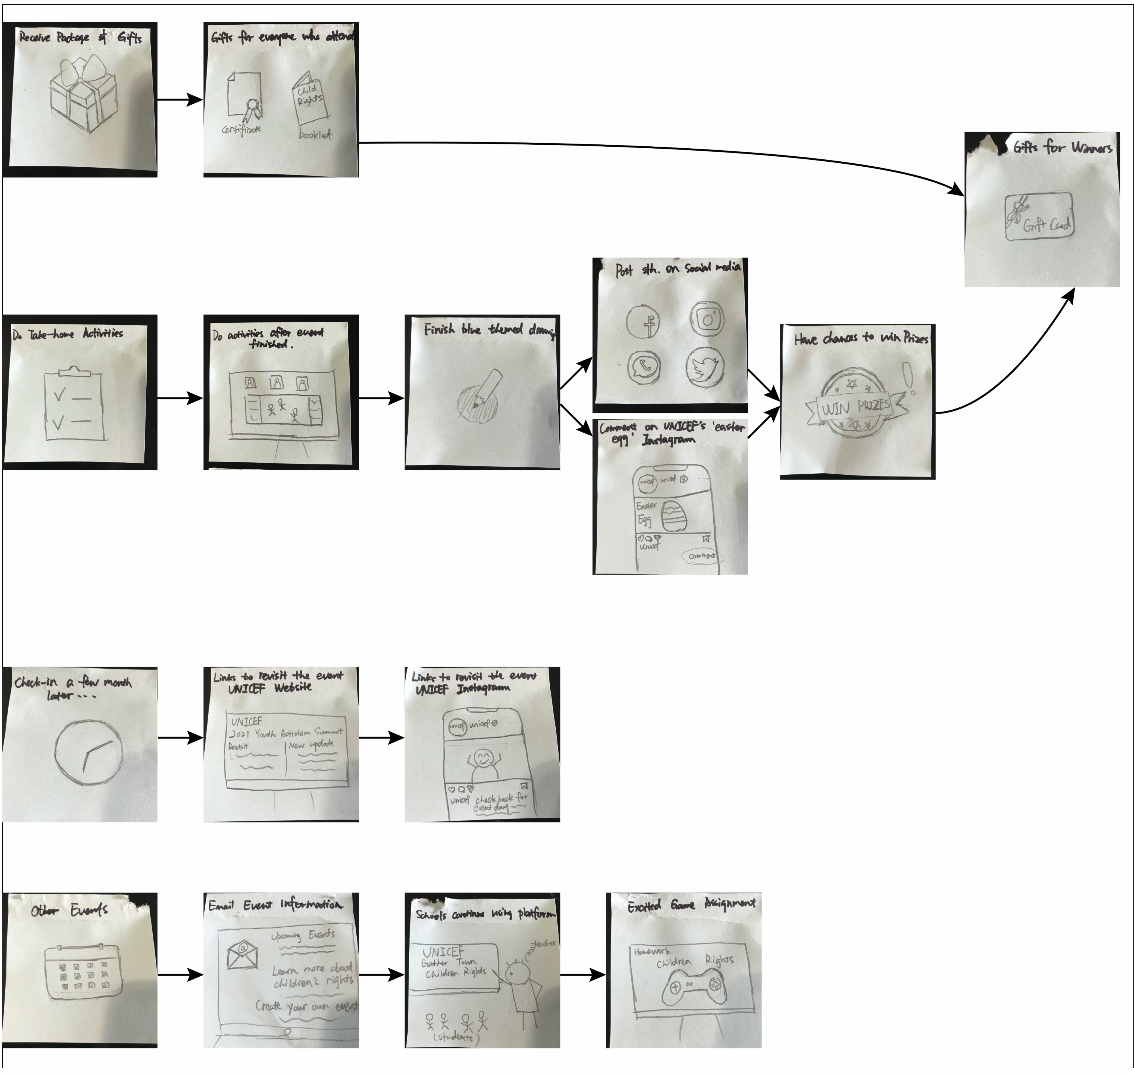 Receive Package of Gifts
Gifts for everyone who attend
Child
Rights
certificate
booklet
Gifts for Winners
Gift Card
Do Take-home Activities
Do activities after event
finished.
Finish blue themed drawing
Post sth. on Social media
Comment on UNICEF's 'easter
egg' Instagram
unicef unicef
Easter
Egg
unicef
Comment
Have chances to win Prizes
WIN PRIZES
Check-in a few month
later...
Links to revisit the event
UNICEF Website
UNICEF
2021 Youth Activism Summit
Revisit
New update
Links to revisit the event
UNICEF Instagram
unicef unicef
unicef check back for
event day
Other Events
Email Event Information
Upcoming Events
Learn more about
children's rights
Create your own event
Schools continue using platform
UNICEF
Gather Town
Children Rights
teacher
(students)
Excited Game Assignment
Homework
Children Rights